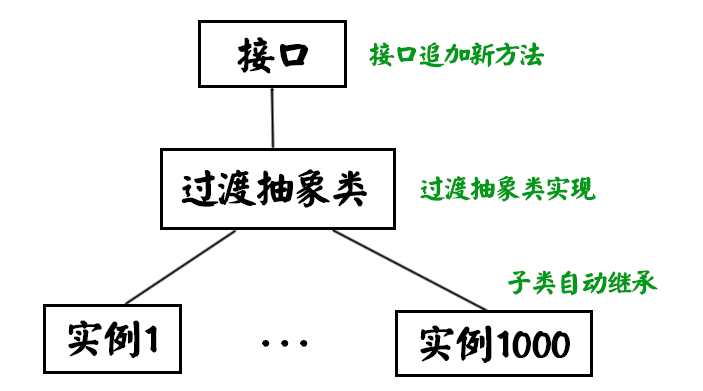 接口
接口追加新方法
过渡抽象类
过渡抽象类实现
子类自动继承
实例1
...
实例1000